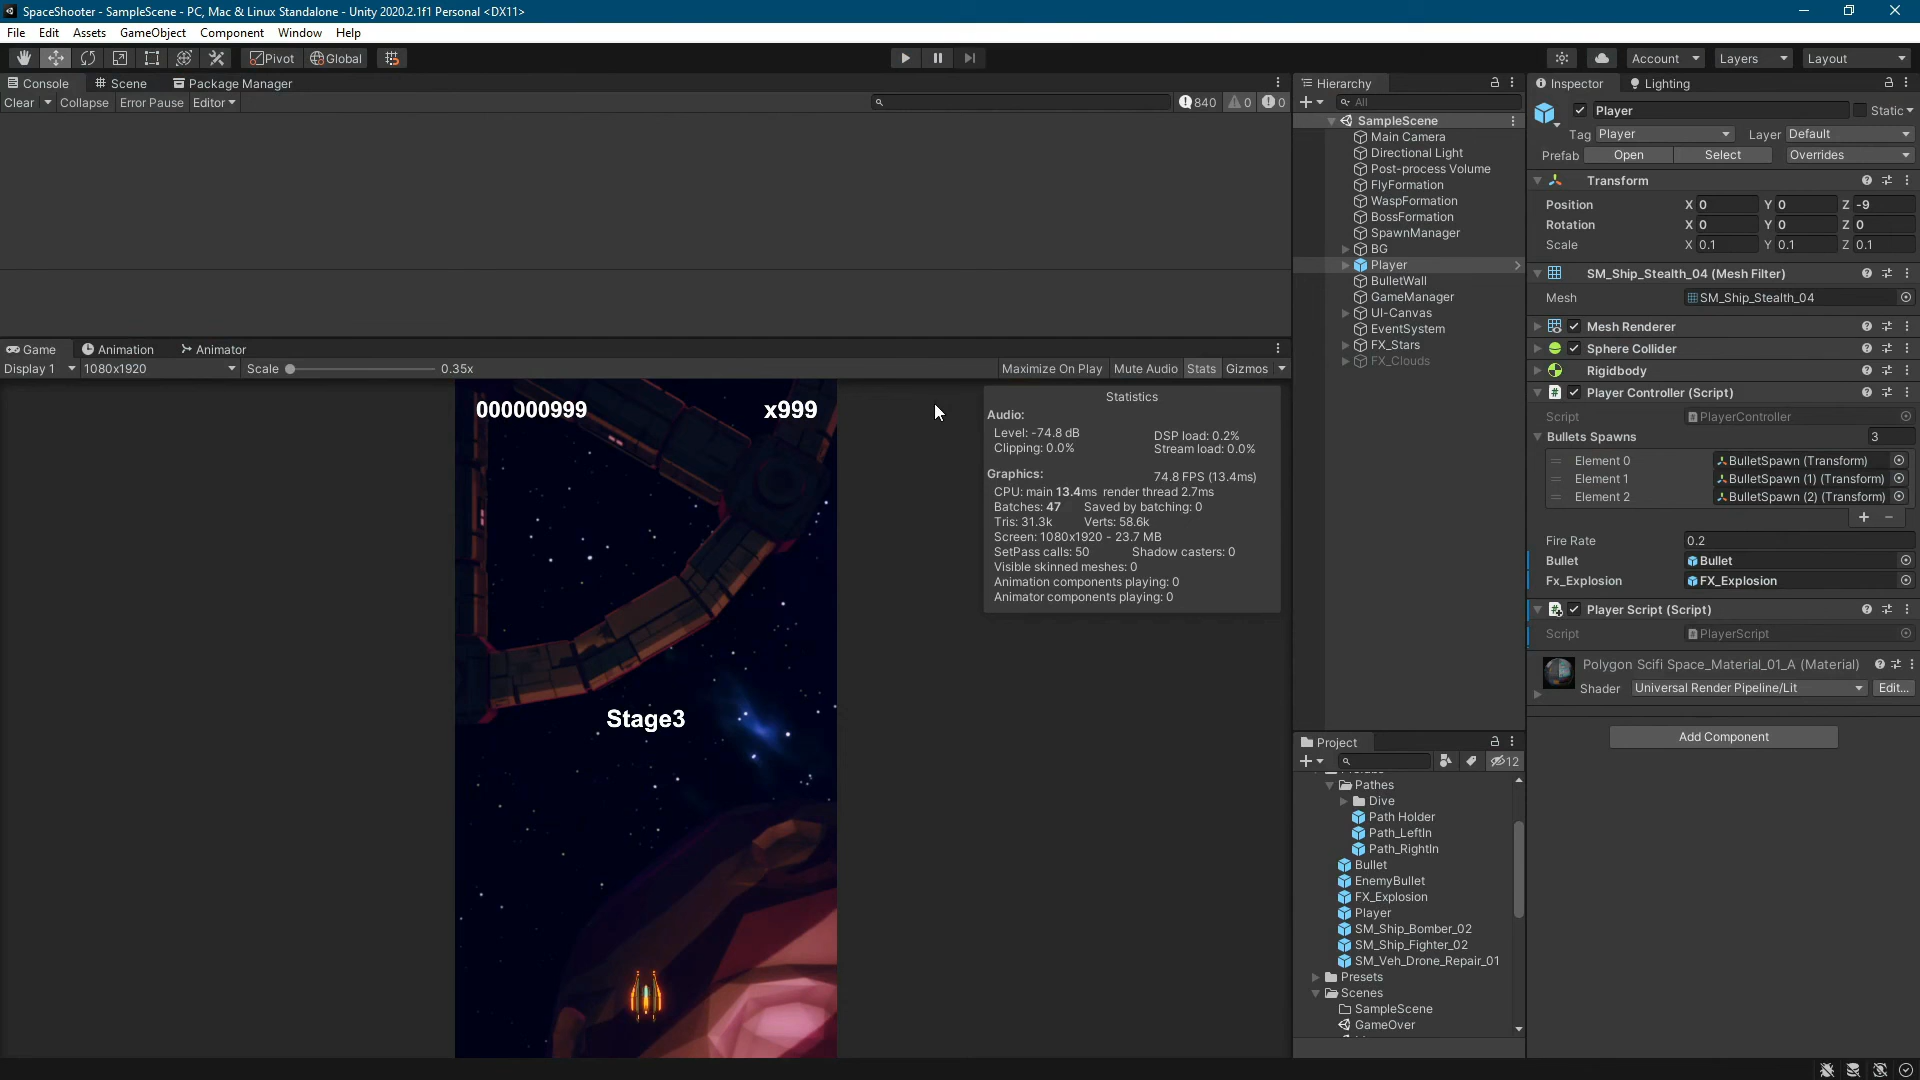 SpaceShooter - SampleScene - PC, Mac & Linux Standalone - Unity 2020.2.1f1 Personal <DX11>
File Edit Assets GameObject Component Window Help
Pivot Global Account Layers Layout
Console Scene Package Manager
Clear Collapse Error Pause Editor 840 0 0
Game Animation Animator
Display 1 1080x1920 Scale 0.35x Maximize On Play Mute Audio Stats Gizmos
000000999 x999
Stage3
Statistics
Audio:
Level: -74.8 dB DSP load: 0.2%
Clipping: 0.0% Stream load: 0.0%
Graphics: 74.8 FPS (13.4ms)
CPU: main 13.4ms render thread 2.7ms
Batches: 47 Saved by batching: 0
Tris: 31.3k Verts: 58.6k
Screen: 1080x1920 - 23.7 MB
SetPass calls: 50 Shadow casters: 0
Visible skinned meshes: 0
Animation components playing: 0
Animator components playing: 0
Hierarchy
All
SampleScene
Main Camera
Directional Light
Post-process Volume
FlyFormation
WaspFormation
BossFormation
SpawnManager
BG
Player
BulletWall
GameManager
UI-Canvas
EventSystem
FX_Stars
FX_Clouds
Project
12
Pathes
Dive
Path Holder
Path_LeftIn
Path_RightIn
Bullet
EnemyBullet
FX_Explosion
Player
SM_Ship_Bomber_02
SM_Ship_Fighter_02
SM_Veh_Drone_Repair_01
Presets
Scenes
SampleScene
GameOver
Inspector Lighting
Player Static
Tag Player Layer Default
Prefab Open Select Overrides
Transform
Position X 0 Y 0 Z -9
Rotation X 0 Y 0 Z 0
Scale X 0.1 Y 0.1 Z 0.1
SM_Ship_Stealth_04 (Mesh Filter)
Mesh SM_Ship_Stealth_04
Mesh Renderer
Sphere Collider
Rigidbody
Player Controller (Script)
Script PlayerController
Bullets Spawns 3
Element 0 BulletSpawn (Transform)
Element 1 BulletSpawn (1) (Transform)
Element 2 BulletSpawn (2) (Transform)
Fire Rate 0.2
Bullet Bullet
Fx_Explosion FX_Explosion
Player Script (Script)
Script PlayerScript
Polygon Scifi Space_Material_01_A (Material)
Shader Universal Render Pipeline/Lit Edit...
Add Component